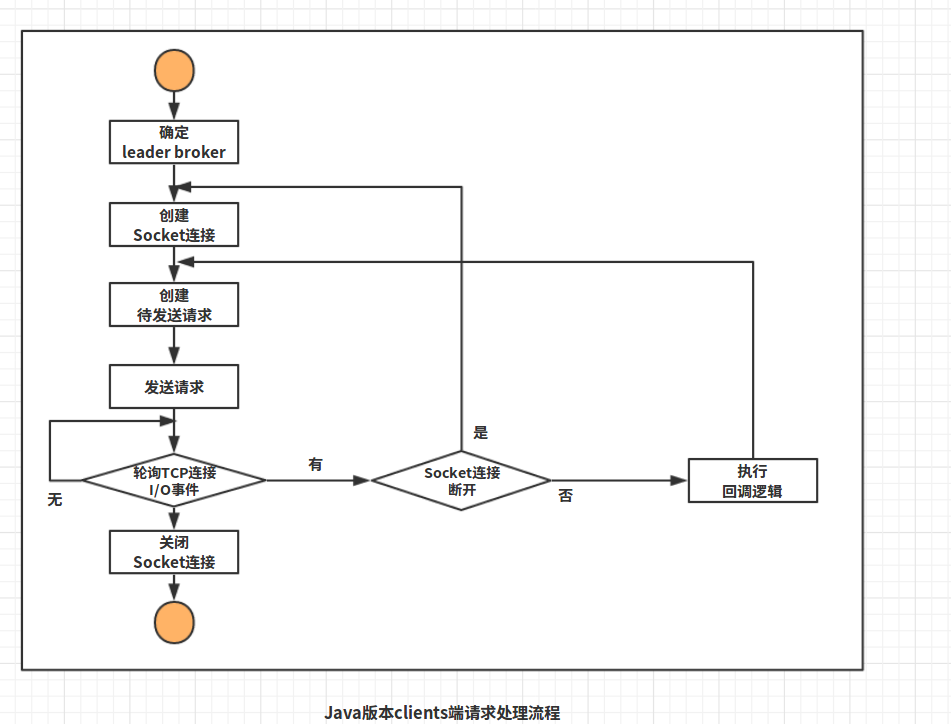 确定
leader broker
创建
Socket连接
创建
待发送请求
发送请求
轮询TCP连接
I/O事件
无
有
Socket连接
断开
是
否
执行
回调逻辑
关闭
Socket连接
Java版本clients端请求处理流程